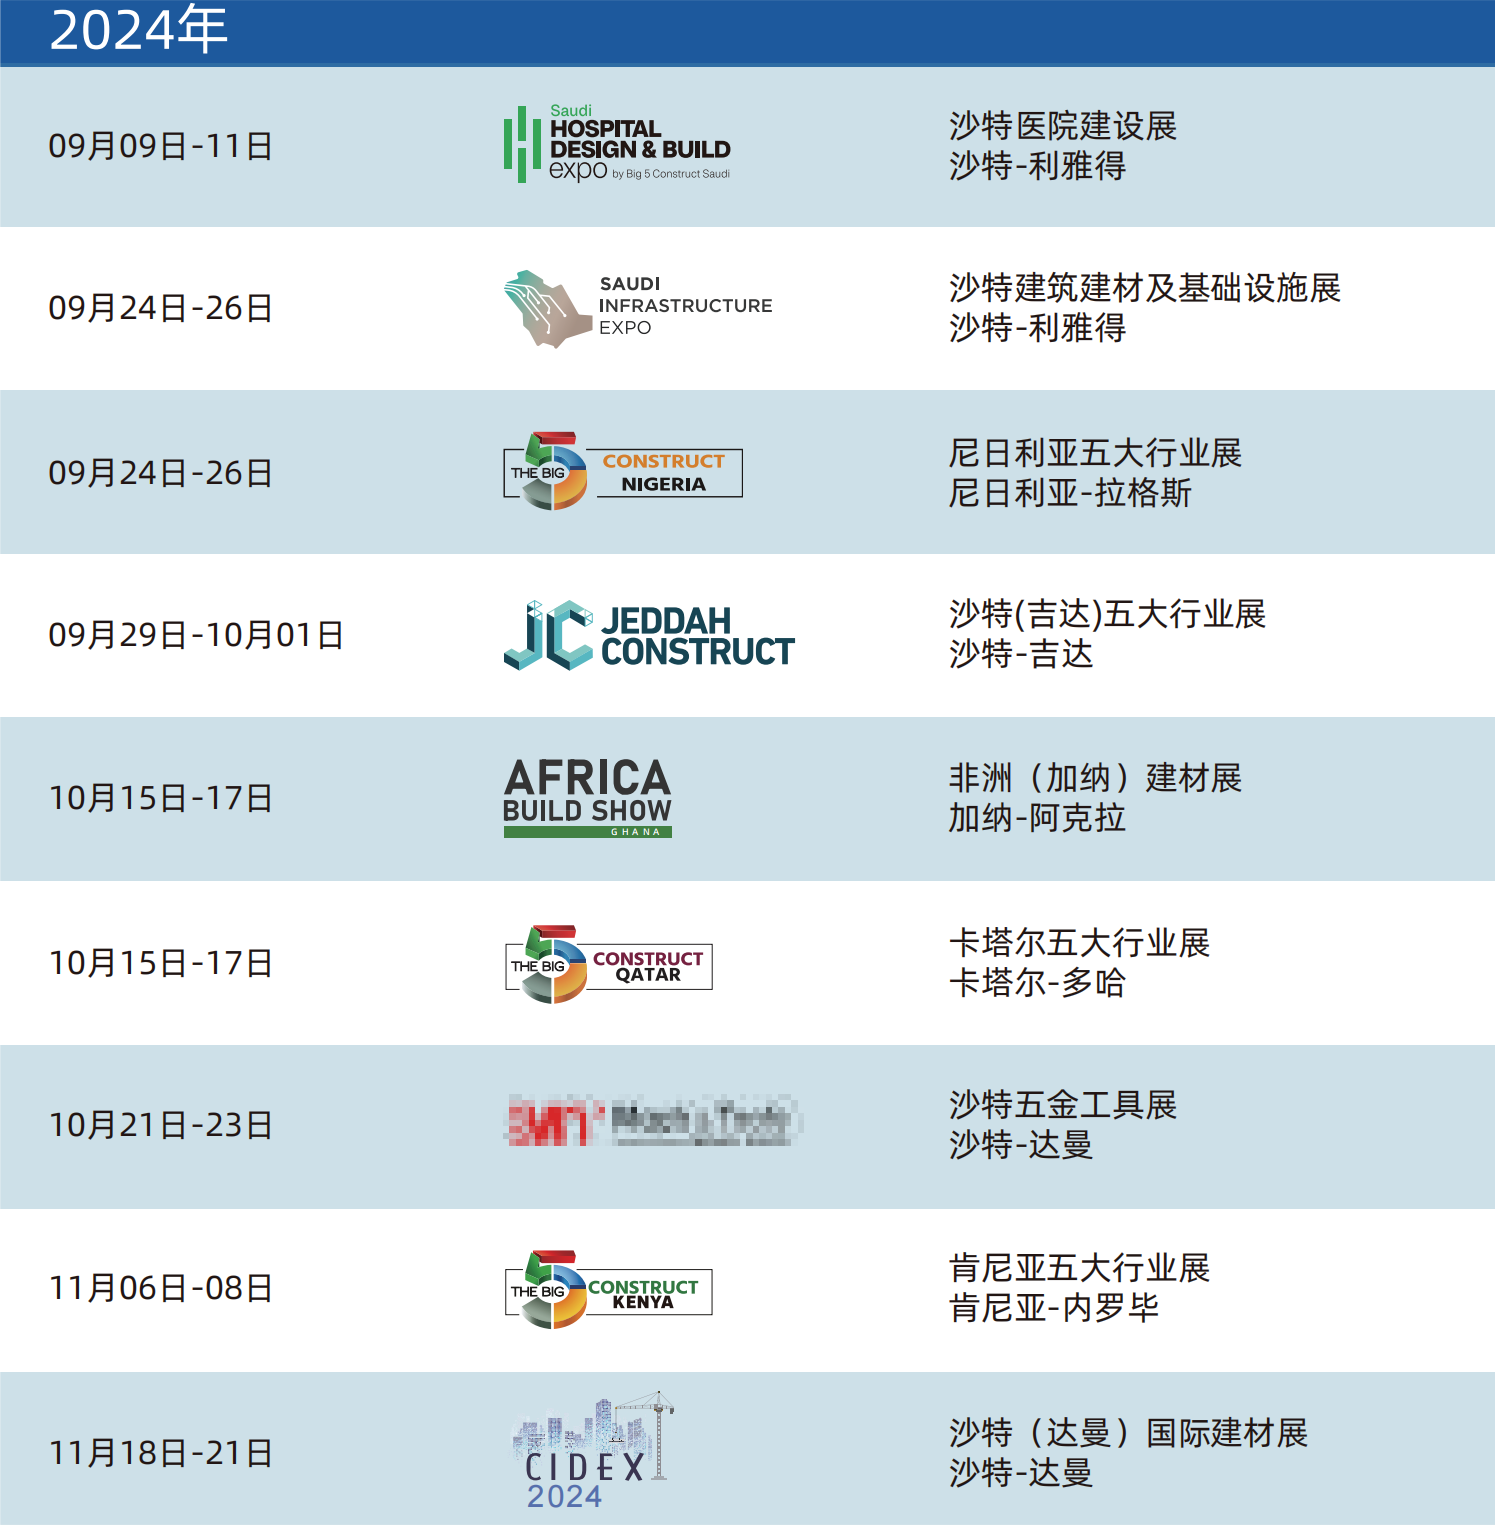 2024年
09月09日-11日
Saudi
HOSPITAL
DESIGN & BUILD
expo by Big 5 Construct Saudi
沙特医院建设展
沙特-利雅得
09月24日-26日
SAUDI
INFRASTRUCTURE
EXPO
沙特建筑建材及基础设施展
沙特-利雅得
09月24日-26日
THE BIG 5
CONSTRUCT
NIGERIA
尼日利亚五大行业展
尼日利亚-拉格斯
09月29日-10月01日
JC
JEDDAH
CONSTRUCT
沙特(吉达)五大行业展
沙特-吉达
10月15日-17日
AFRICA
BUILD SHOW
GHANA
非洲（加纳）建材展
加纳-阿克拉
10月15日-17日
THE BIG 5
CONSTRUCT
QATAR
卡塔尔五大行业展
卡塔尔-多哈
10月21日-23日
沙特五金工具展
沙特-达曼
11月06日-08日
THE BIG 5
CONSTRUCT
KENYA
肯尼亚五大行业展
肯尼亚-内罗毕
11月18日-21日
CIDEX
2024
沙特（达曼）国际建材展
沙特-达曼